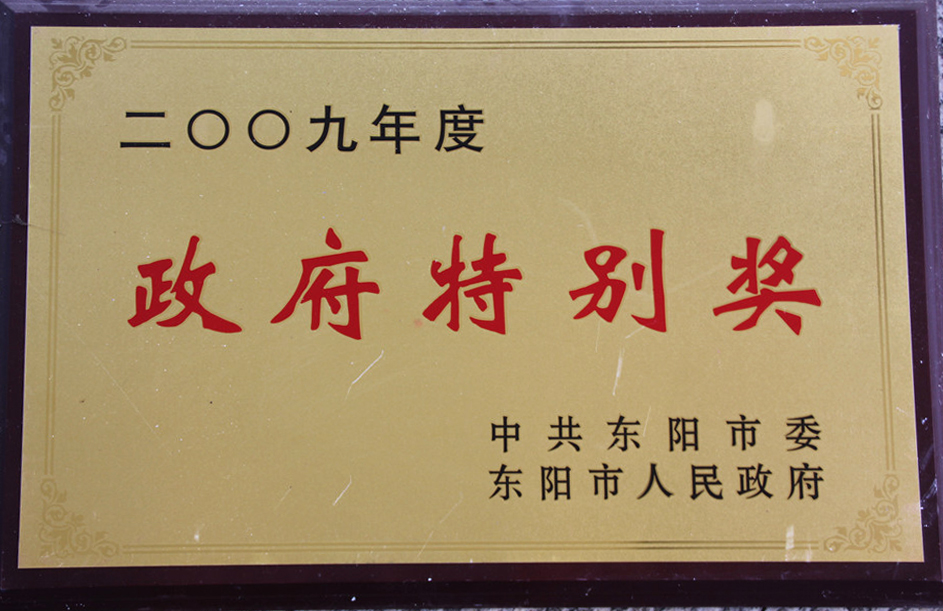 二〇〇九年度
政府特别奖
中共东阳市委
东阳市人民政府